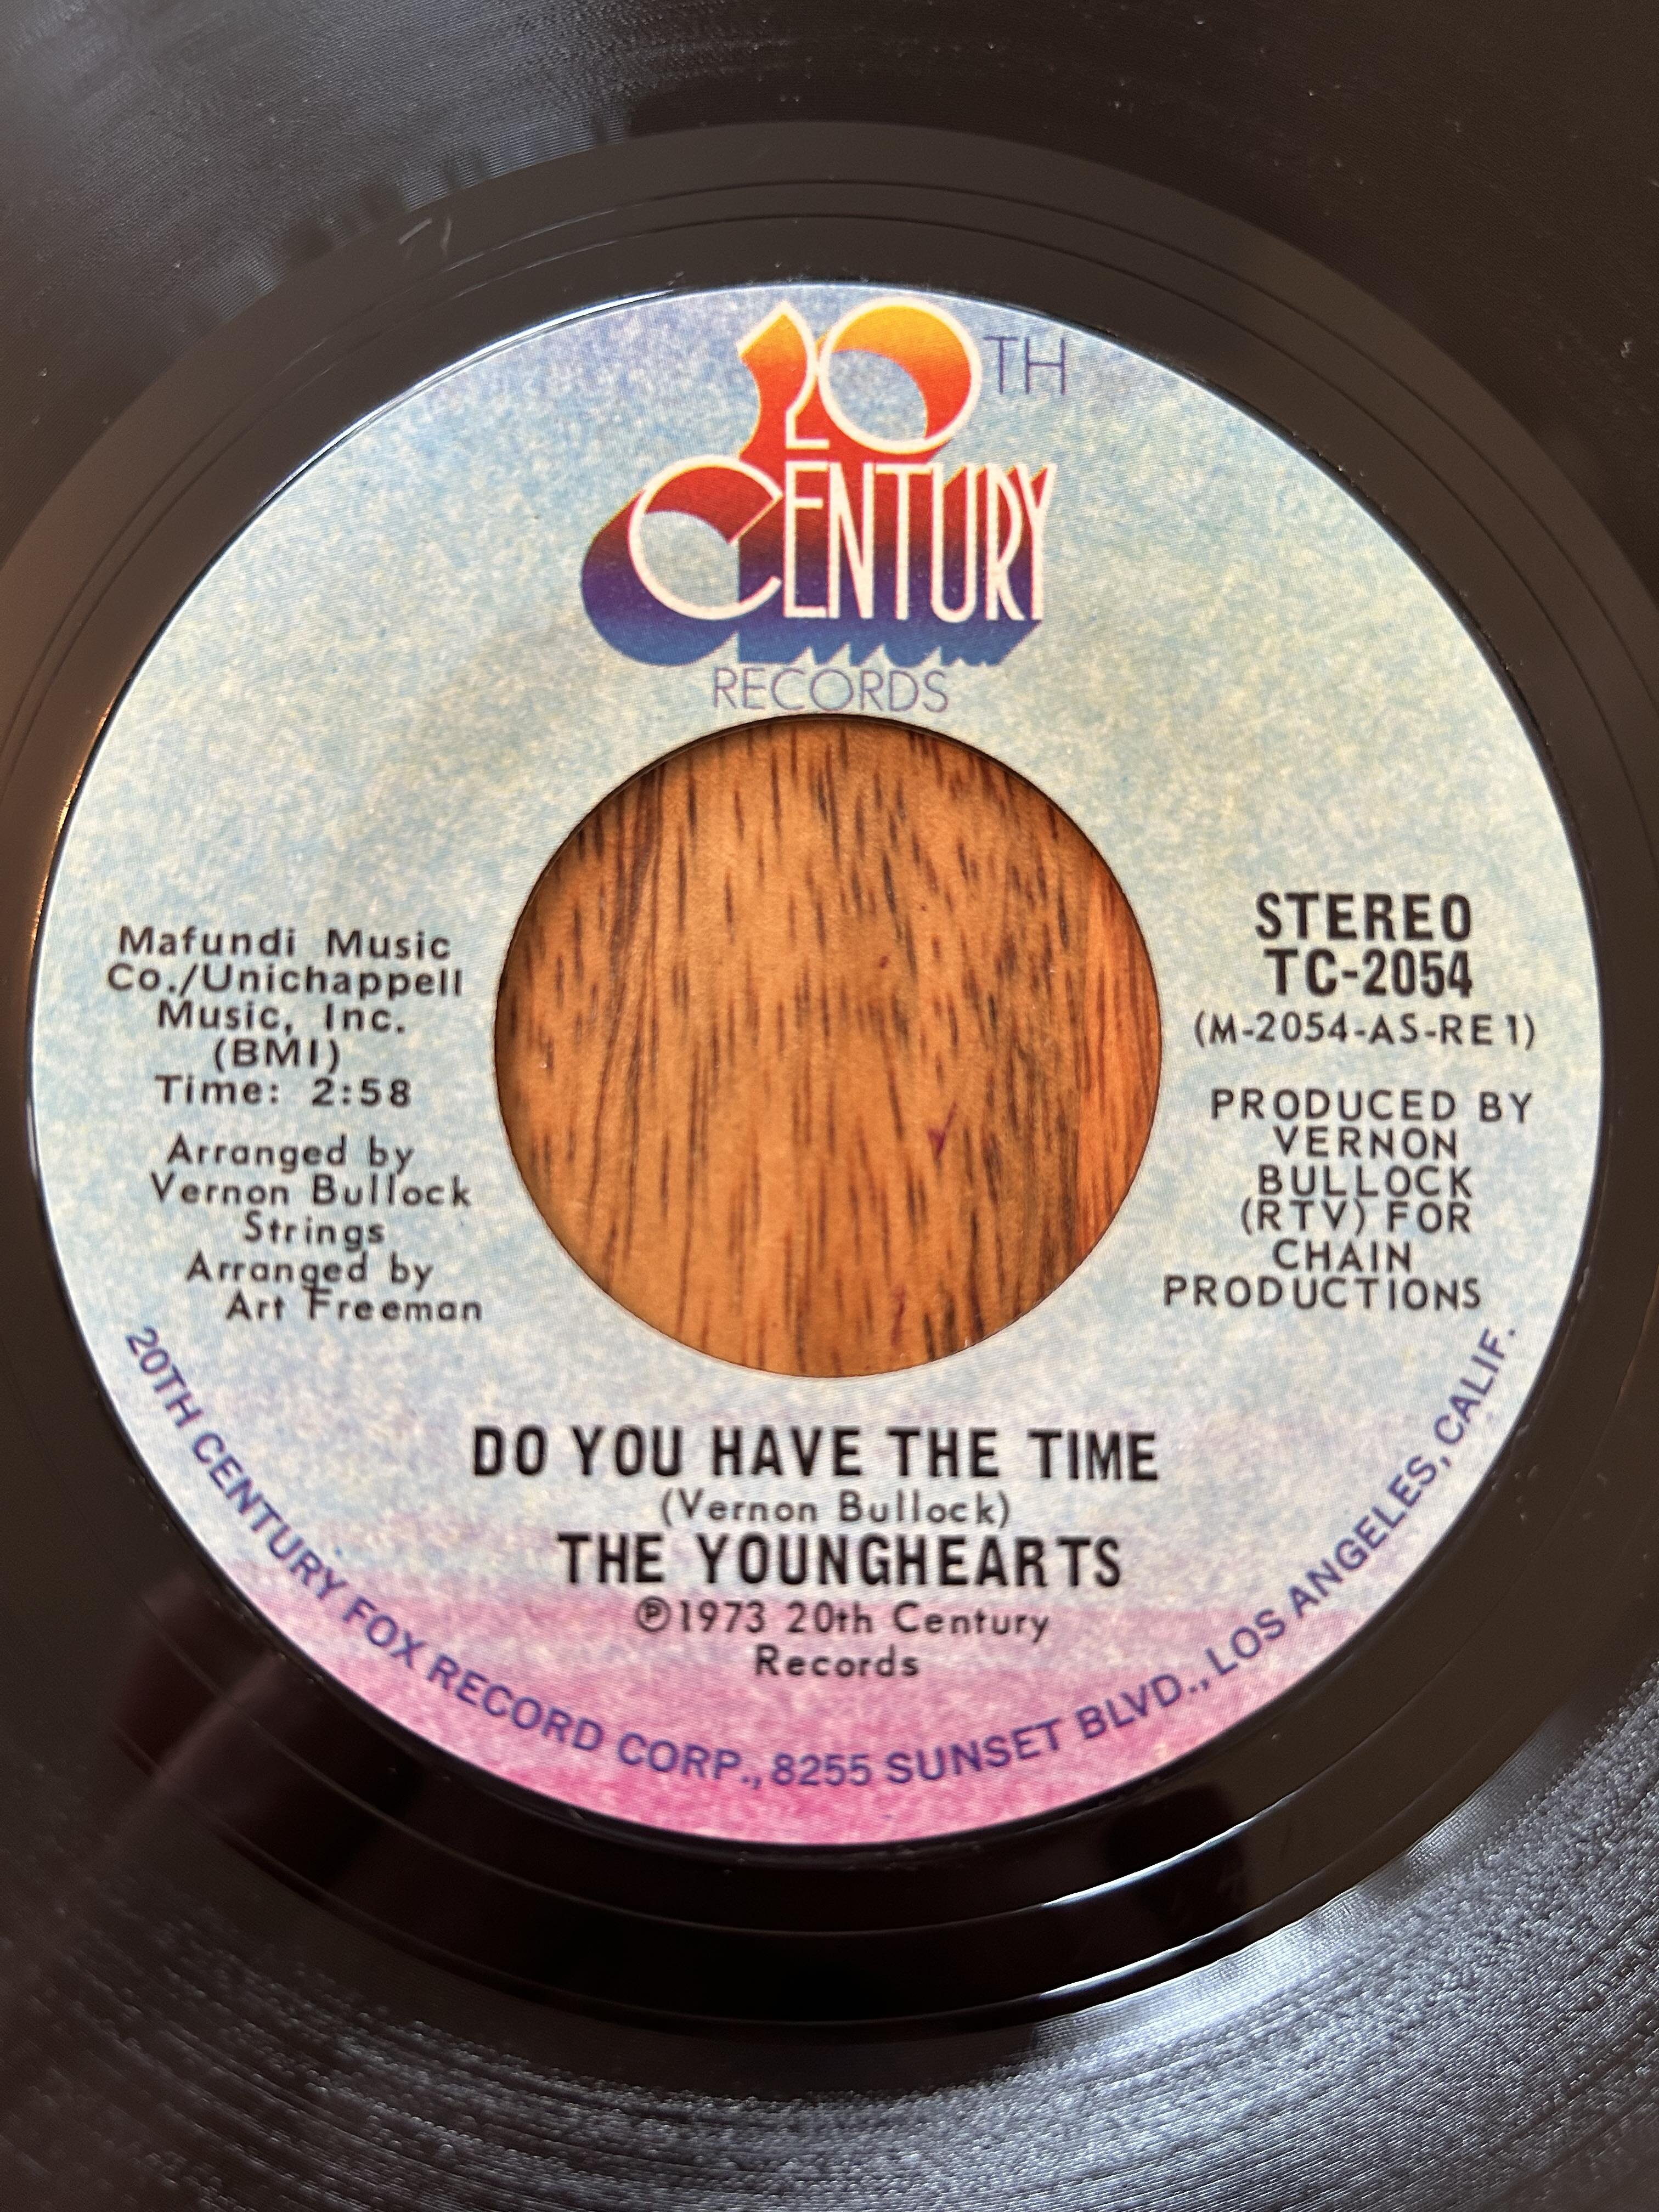 20TH
CENTURY
RECORDS
Mafundi Music
Co./Unichappell
Music, Inc.
(BMI)
Time: 2:58
Arranged by
Vernon Bullock
Strings
Arranged by
Art Freeman
STEREO
TC-2054
(M-2054-AS-RE1)
PRODUCED BY
VERNON
BULLOCK
(RTV) FOR
CHAIN
PRODUCTIONS
DO YOU HAVE THE TIME
(Vernon Bullock)
THE YOUNGHEARTS
℗1973 20th Century
Records
20TH CENTURY FOX RECORD CORP., 8255 SUNSET BLVD., LOS ANGELES, CALIF.